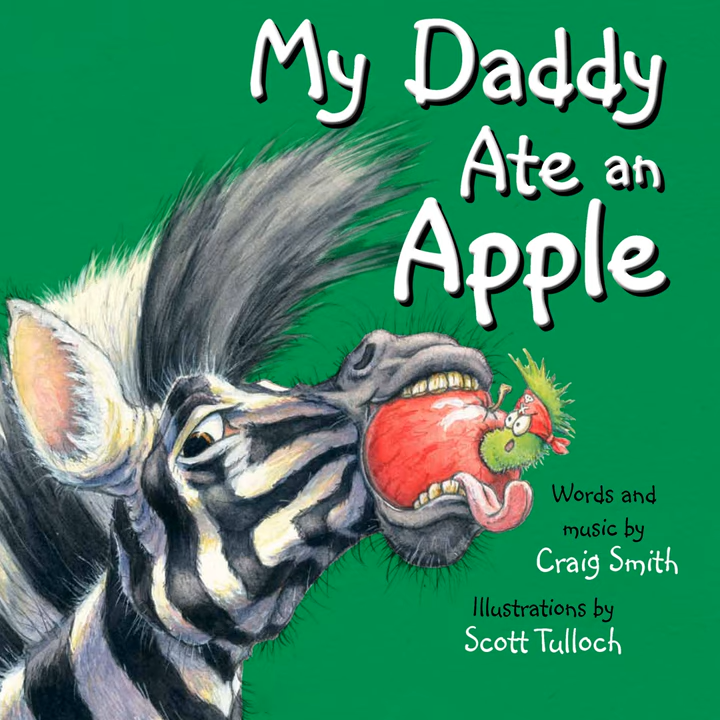 My Daddy
Ate an
Apple
Words and
music by
Craig Smith
Illustrations by
Scott Tulloch